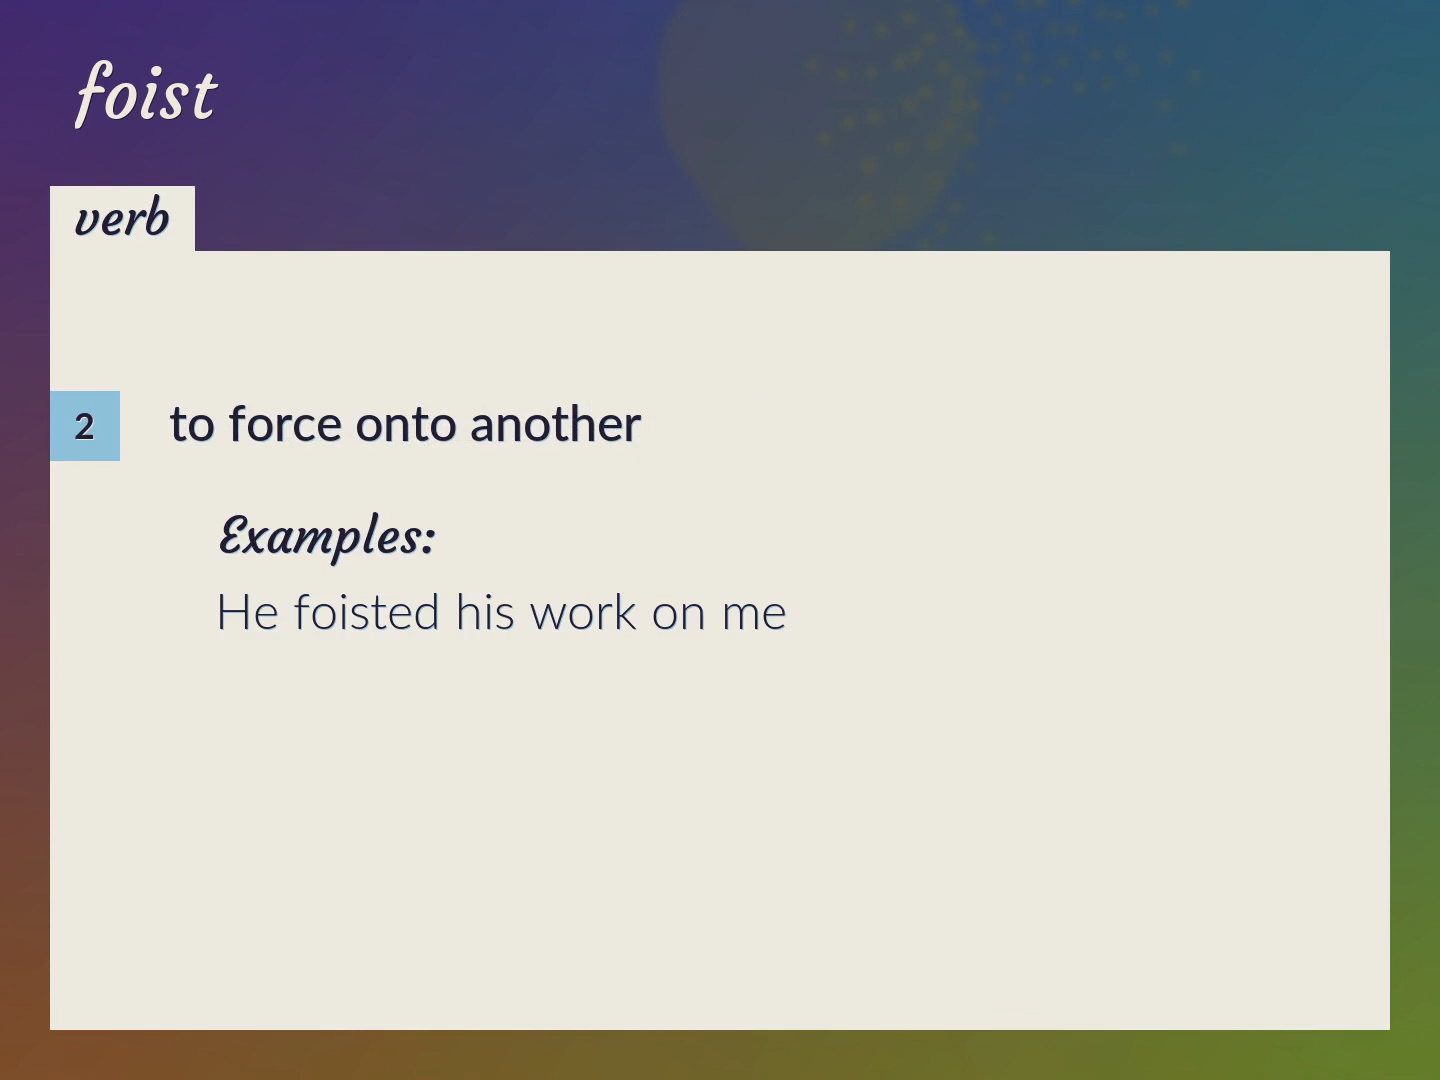 foist
verb
2
to force onto another
Examples:
He foisted his work on me